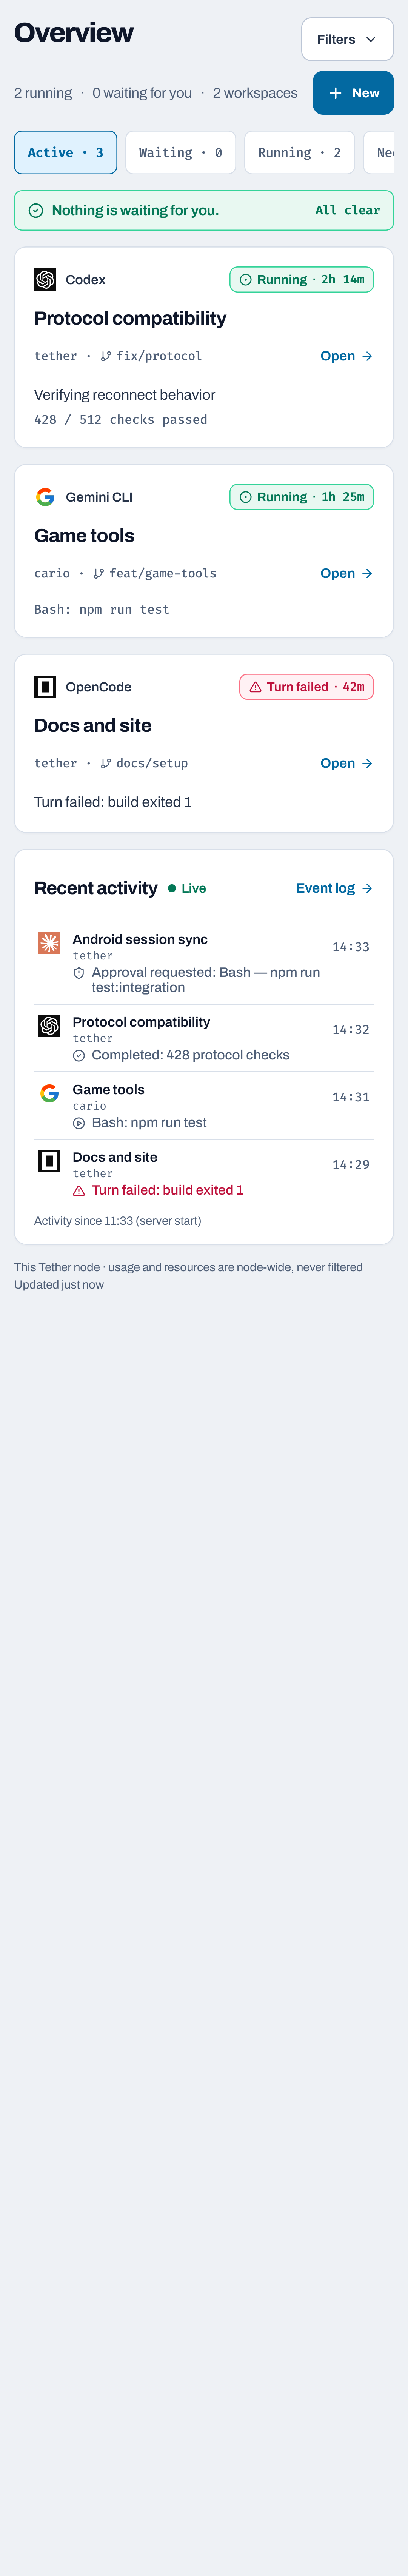 Overview
Filters
2 running · 0 waiting for you · 2 workspaces
New
Active · 3
Waiting · 0
Running · 2
Nothing is waiting for you.
All clear
Codex
Running · 2h 14m
Protocol compatibility
tether · fix/protocol
Open
Verifying reconnect behavior
428 / 512 checks passed
Gemini CLI
Running · 1h 25m
Game tools
cario · feat/game-tools
Open
Bash: npm run test
OpenCode
Turn failed · 42m
Docs and site
tether · docs/setup
Open
Turn failed: build exited 1
Recent activity
Live
Event log
Android session sync
14:33
tether
Approval requested: Bash — npm run
test:integration
Protocol compatibility
14:32
tether
Completed: 428 protocol checks
Game tools
14:31
cario
Bash: npm run test
Docs and site
14:29
tether
Turn failed: build exited 1
Activity since 11:33 (server start)
This Tether node · usage and resources are node-wide, never filtered
Updated just now